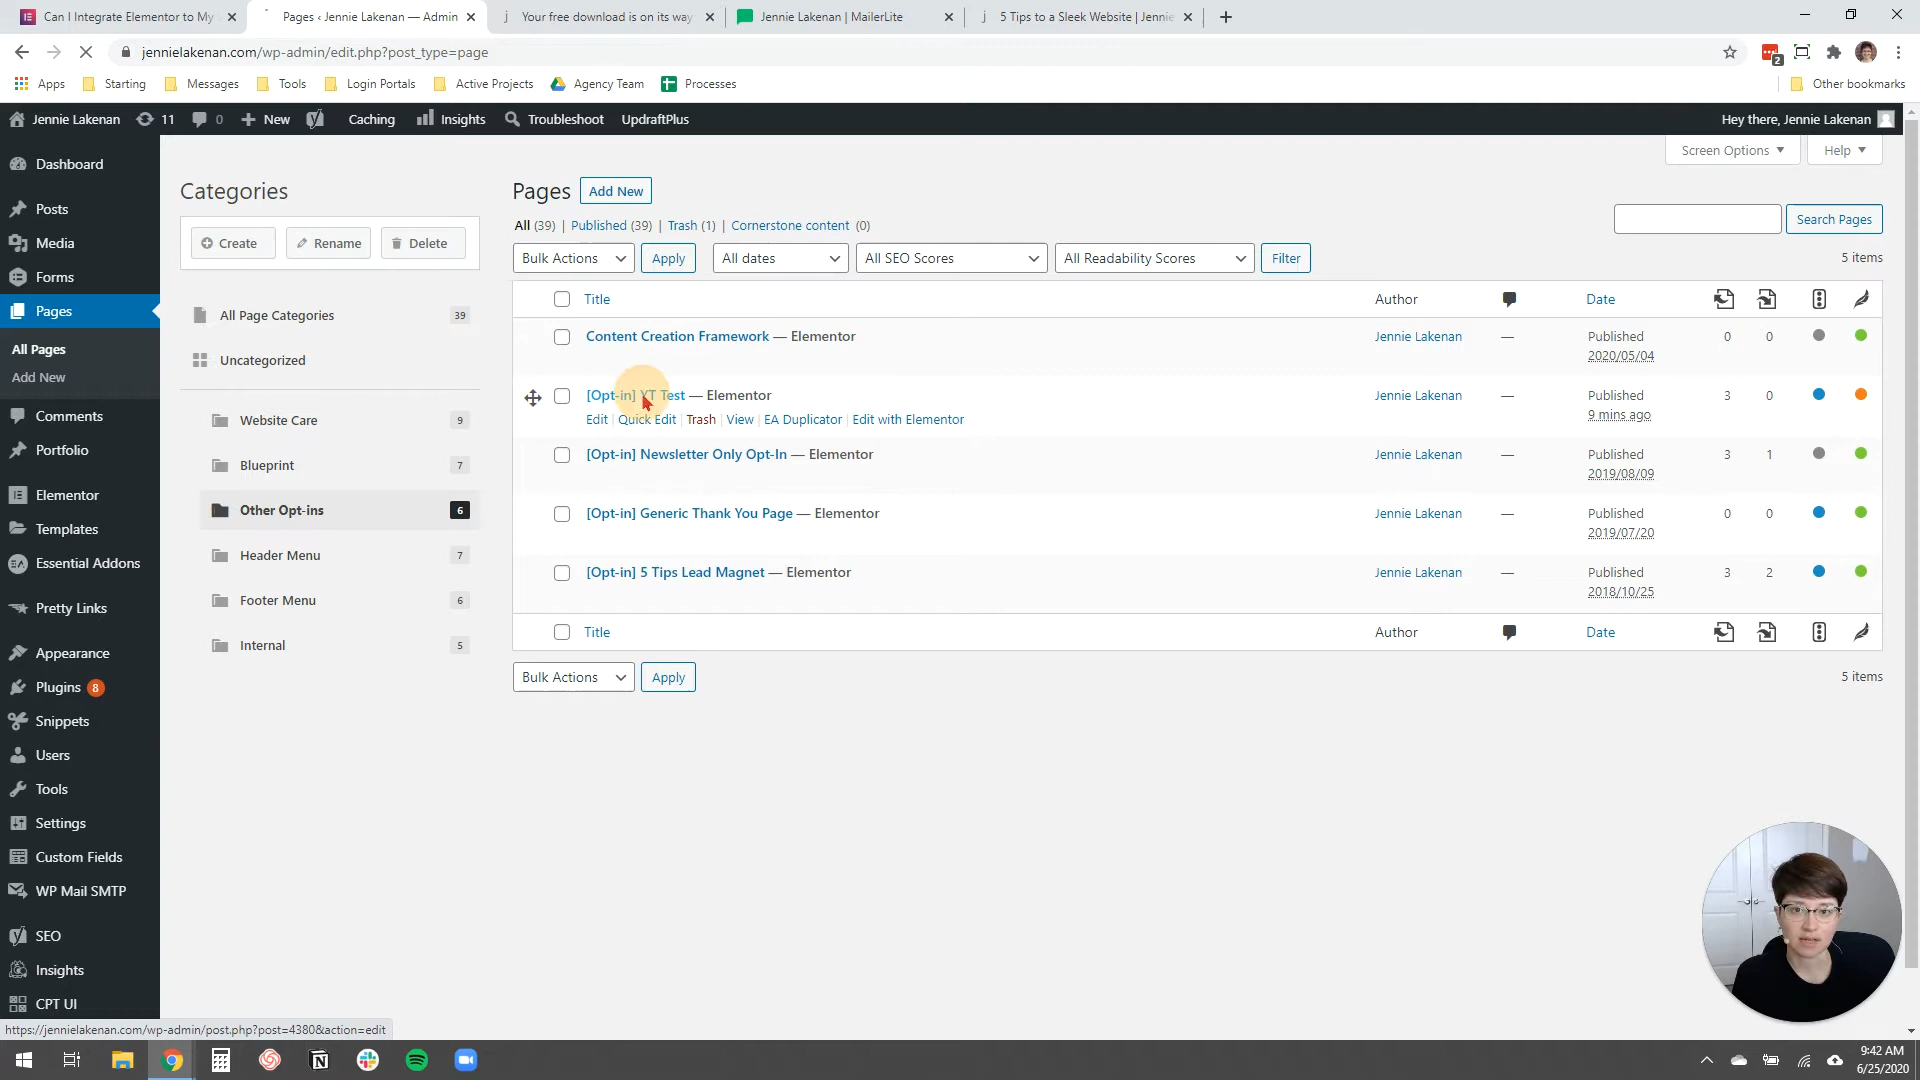 Can I Integrate Elementor to My
Pages ‹ Jennie Lakenan — Admin
Your free download is on its way
Jennie Lakenan | MailerLite
5 Tips to a Sleek Website | Jennie
jennielakenan.com/wp-admin/edit.php?post_type=page
2
Apps
Starting
Messages
Tools
Login Portals
Active Projects
Agency Team
Processes
Other bookmarks
Jennie Lakenan
11
0
New
Caching
Insights
Troubleshoot
UpdraftPlus
Hey there, Jennie Lakenan
Dashboard
Posts
Media
Forms
Pages
All Pages
Add New
Comments
Portfolio
Elementor
Templates
Essential Addons
Pretty Links
Appearance
Plugins 8
Snippets
Users
Tools
Settings
Custom Fields
WP Mail SMTP
SEO
Insights
CPT UI
Categories
Create
Rename
Delete
All Page Categories 39
Uncategorized
Website Care 9
Blueprint 7
Other Opt-ins 6
Header Menu 7
Footer Menu 6
Internal 5
Screen Options
Help
Pages Add New
All (39) | Published (39) | Trash (1) | Cornerstone content (0)
Search Pages
Bulk Actions Apply All dates All SEO Scores All Readability Scores Filter
5 items
Title Author Date
Content Creation Framework — Elementor Jennie Lakenan — Published 0 0
2020/05/04
[Opt-in] YT Test — Elementor Jennie Lakenan — Published 3 0
9 mins ago
Edit | Quick Edit | Trash | View | EA Duplicator | Edit with Elementor
[Opt-in] Newsletter Only Opt-In — Elementor Jennie Lakenan — Published 3 1
2019/08/09
[Opt-in] Generic Thank You Page — Elementor Jennie Lakenan — Published 0 0
2019/07/20
[Opt-in] 5 Tips Lead Magnet — Elementor Jennie Lakenan — Published 3 2
2018/10/25
Title Author Date
Bulk Actions Apply
5 items
https://jennielakenan.com/wp-admin/post.php?post=4380&action=edit
9:42 AM
6/25/2020